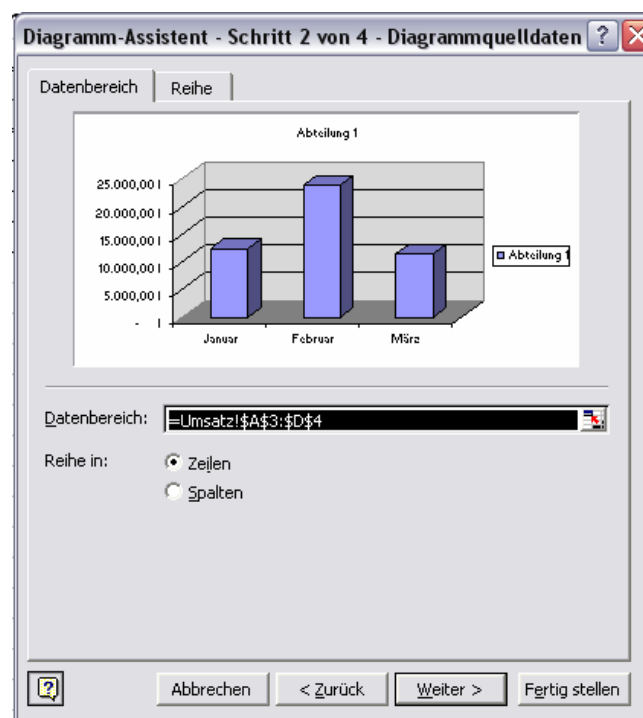 Diagramm-Assistent - Schritt 2 von 4 - Diagrammquelldaten ?
Datenbereich Reihe
Abteilung 1
25.000,00 I
20.000,00 I
15.000,00 I
10.000,00 I
5.000,00 I
- I
Januar Februar März
Abteilung 1
Datenbereich: =Umsatz!$A$3:$D$4
Reihe in: Zeilen
Spalten
? Abbrechen < Zurück Weiter > Fertig stellen